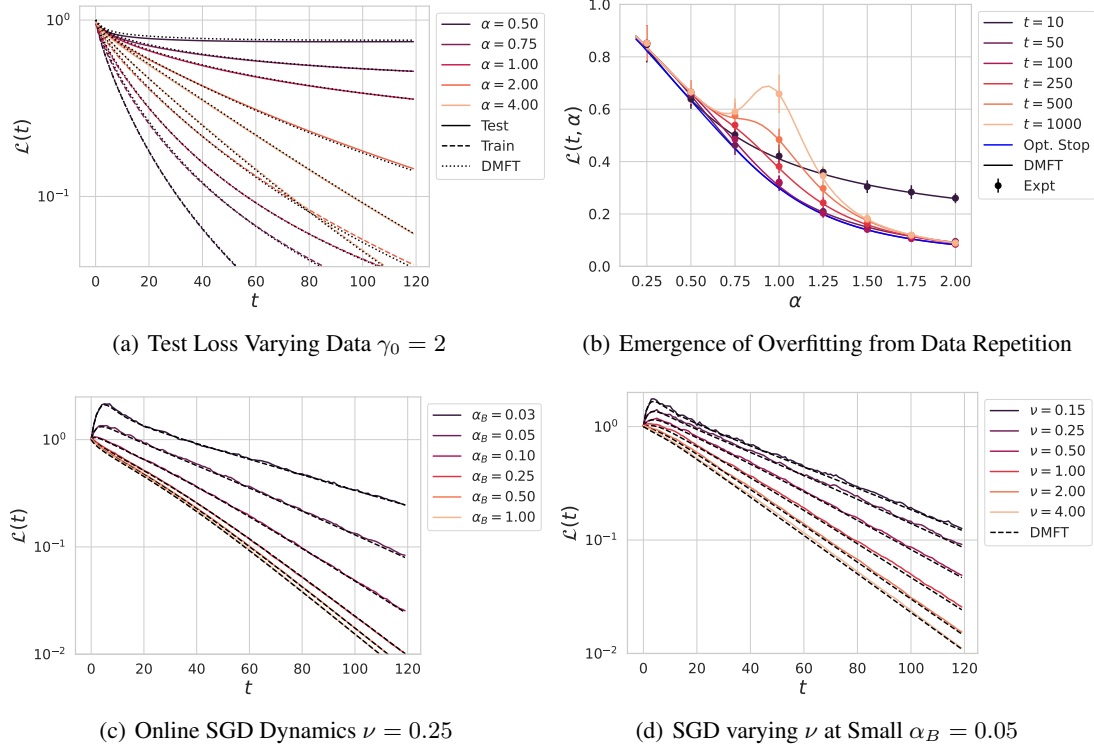 10⁰
10⁻¹
ℒ(t)
0 20 40 60 80 100 120
t
α = 0.50
α = 0.75
α = 1.00
α = 2.00
α = 4.00
Test
Train
DMFT
(a) Test Loss Varying Data γ₀ = 2
1.0
0.8
0.6
0.4
0.2
0.0
ℒ(t, α)
0.25 0.50 0.75 1.00 1.25 1.50 1.75 2.00
α
t = 10
t = 50
t = 100
t = 250
t = 500
t = 1000
Opt. Stop
DMFT
Expt
(b) Emergence of Overfitting from Data Repetition
10⁰
10⁻¹
10⁻²
ℒ(t)
0 20 40 60 80 100 120
t
α_B = 0.03
α_B = 0.05
α_B = 0.10
α_B = 0.25
α_B = 0.50
α_B = 1.00
(c) Online SGD Dynamics ν = 0.25
10⁰
10⁻¹
10⁻²
ℒ(t)
0 20 40 60 80 100 120
t
ν = 0.15
ν = 0.25
ν = 0.50
ν = 1.00
ν = 2.00
ν = 4.00
DMFT
(d) SGD varying ν at Small α_B = 0.05